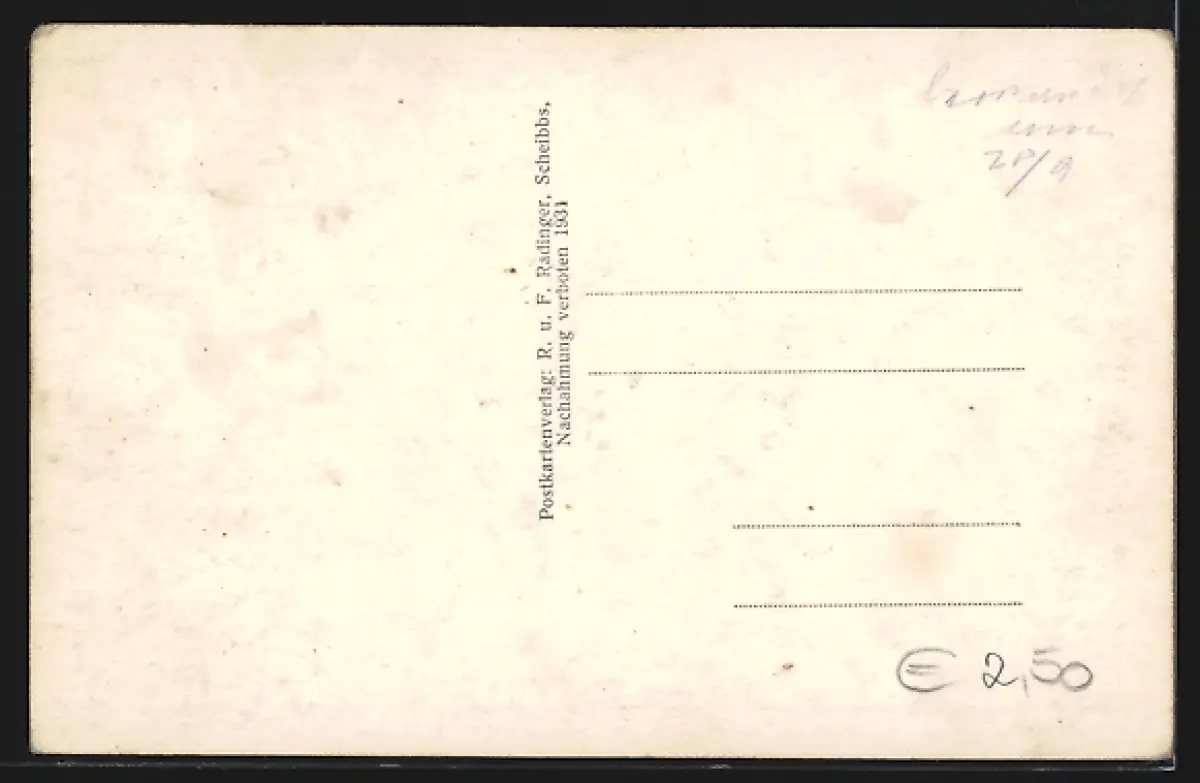 Postkartenverlag: R. u. F. Radinger, Scheibbs,
Nachahmung verboten 1931
€ 2,50